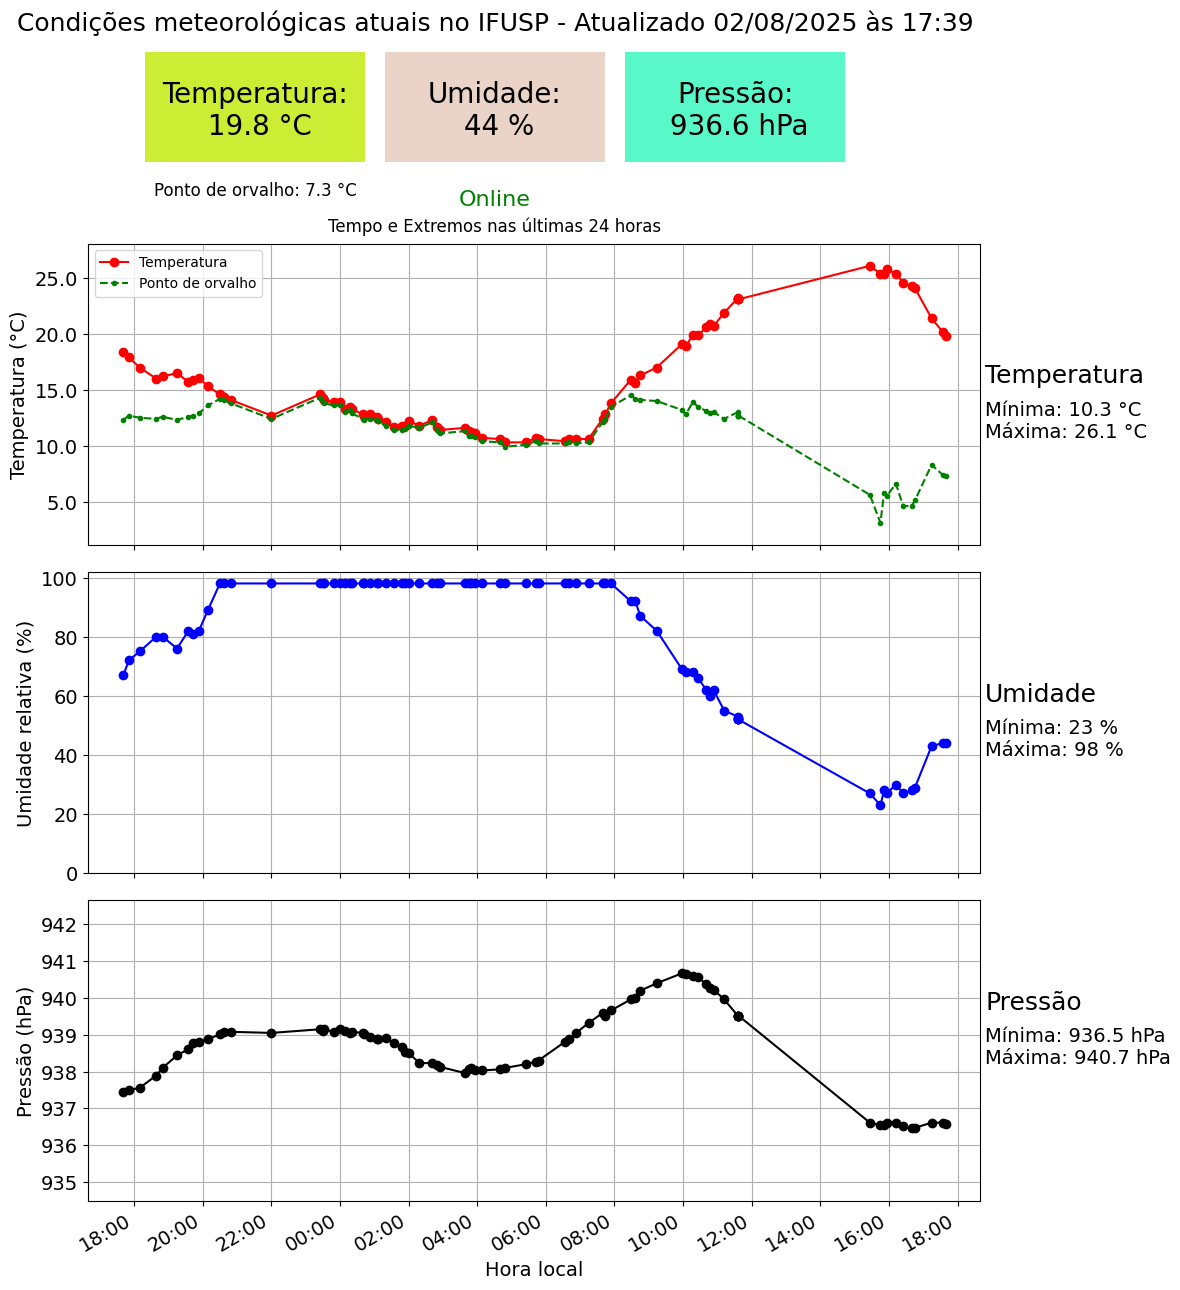 Condições meteorológicas atuais no IFUSP - Atualizado 02/08/2025 às 17:39
Temperatura:
19.8 °C
Umidade:
44 %
Pressão:
936.6 hPa
Ponto de orvalho: 7.3 °C
Online
Tempo e Extremos nas últimas 24 horas
Temperatura
Ponto de orvalho
Temperatura (°C)
25.0
20.0
15.0
10.0
5.0
Temperatura
Mínima: 10.3 °C
Máxima: 26.1 °C
Umidade relativa (%)
100
80
60
40
20
0
Umidade
Mínima: 23 %
Máxima: 98 %
Pressão (hPa)
942
941
940
939
938
937
936
935
Pressão
Mínima: 936.5 hPa
Máxima: 940.7 hPa
18:00
20:00
22:00
00:00
02:00
04:00
06:00
08:00
10:00
12:00
14:00
16:00
18:00
Hora local